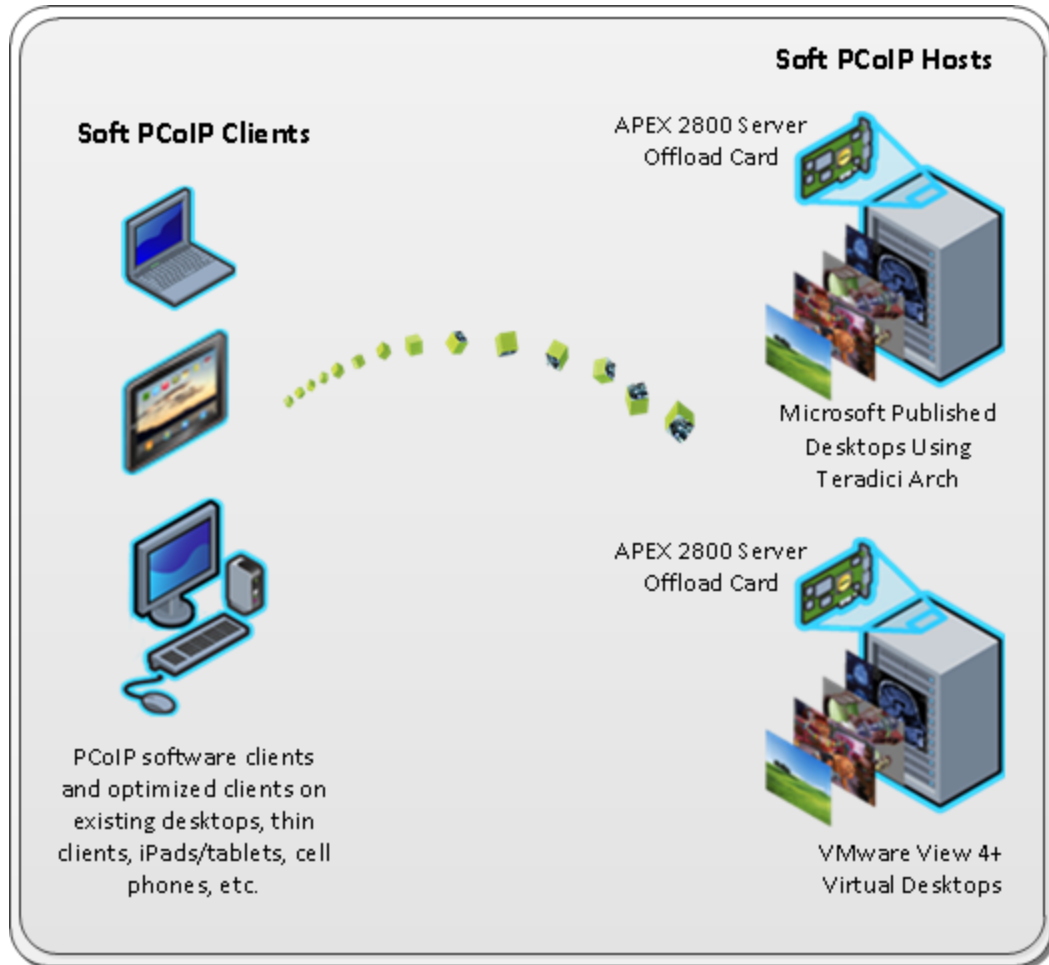 Soft PCoIP Clients
PCoIP software clients
and optimized clients on
existing desktops, thin
clients, iPads/tablets, cell
phones, etc.
Soft PCoIP Hosts
APEX 2800 Server
Offload Card
Microsoft Published
Desktops Using
Teradici Arch
APEX 2800 Server
Offload Card
VMware View 4+
Virtual Desktops